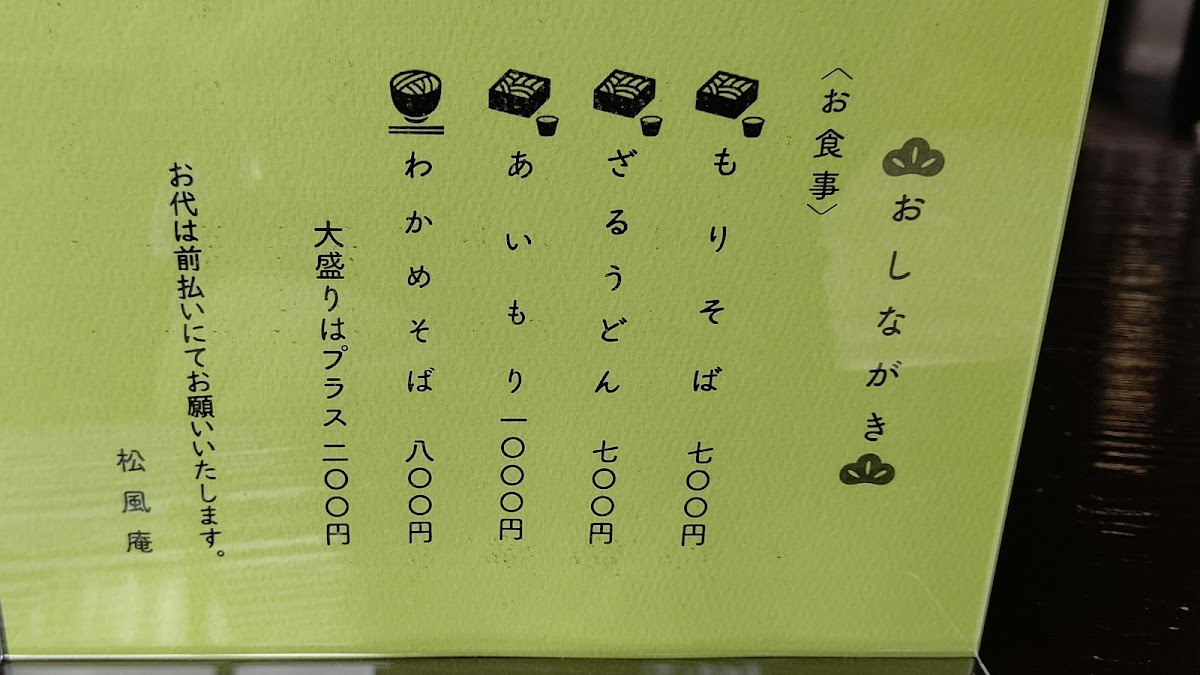 おしながき
〈お食事〉
もりそば 七〇〇円
ざるうどん 七〇〇円
あいもり 一〇〇〇円
わかめそば 八〇〇円
大盛りはプラス二〇〇円
お代は前払いにてお願いいたします。
松風庵